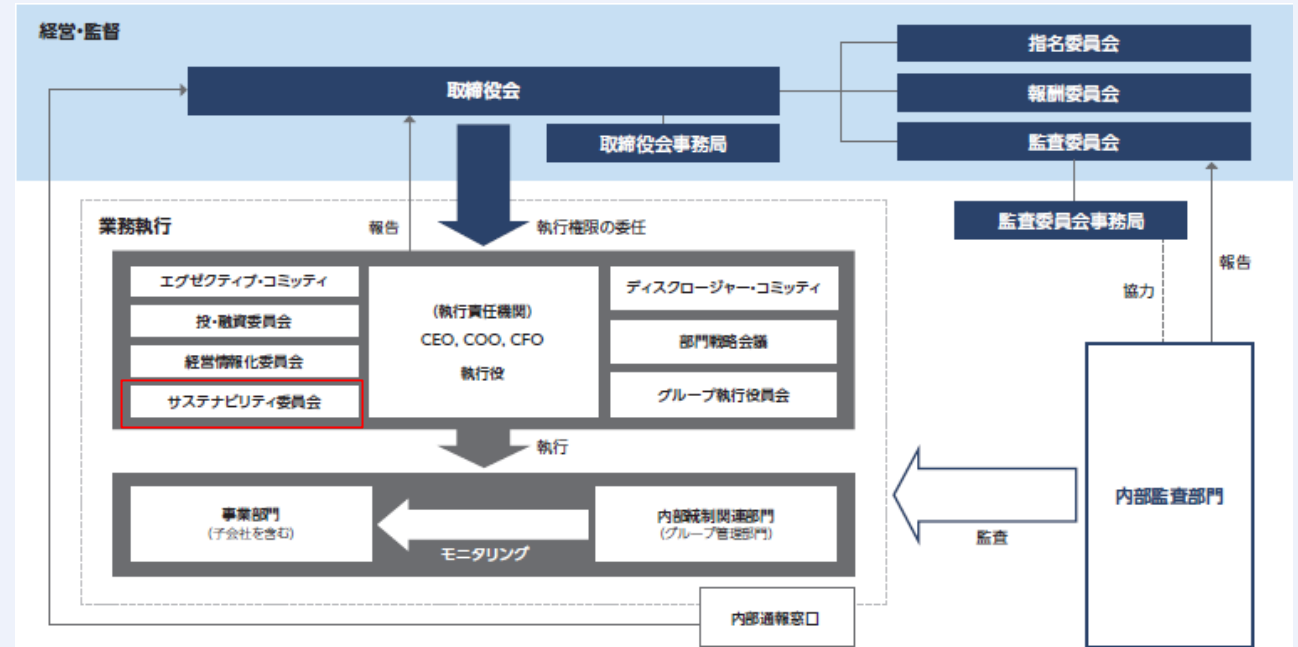 経営・監督
取締役会
取締役会事務局
指名委員会
報酬委員会
監査委員会
監査委員会事務局
業務執行
報告
執行権限の委任
エグゼクティブ・コミッティ
投・融資委員会
経営情報化委員会
サステナビリティ委員会
(執行責任機関)
CEO, COO, CFO
執行役
ディスクロージャー・コミッティ
部門戦略会議
グループ執行役員会
執行
事業部門
(子会社を含む)
モニタリング
内部統制関連部門
(グループ管理部門)
内部通報窓口
協力
報告
内部監査部門
監査